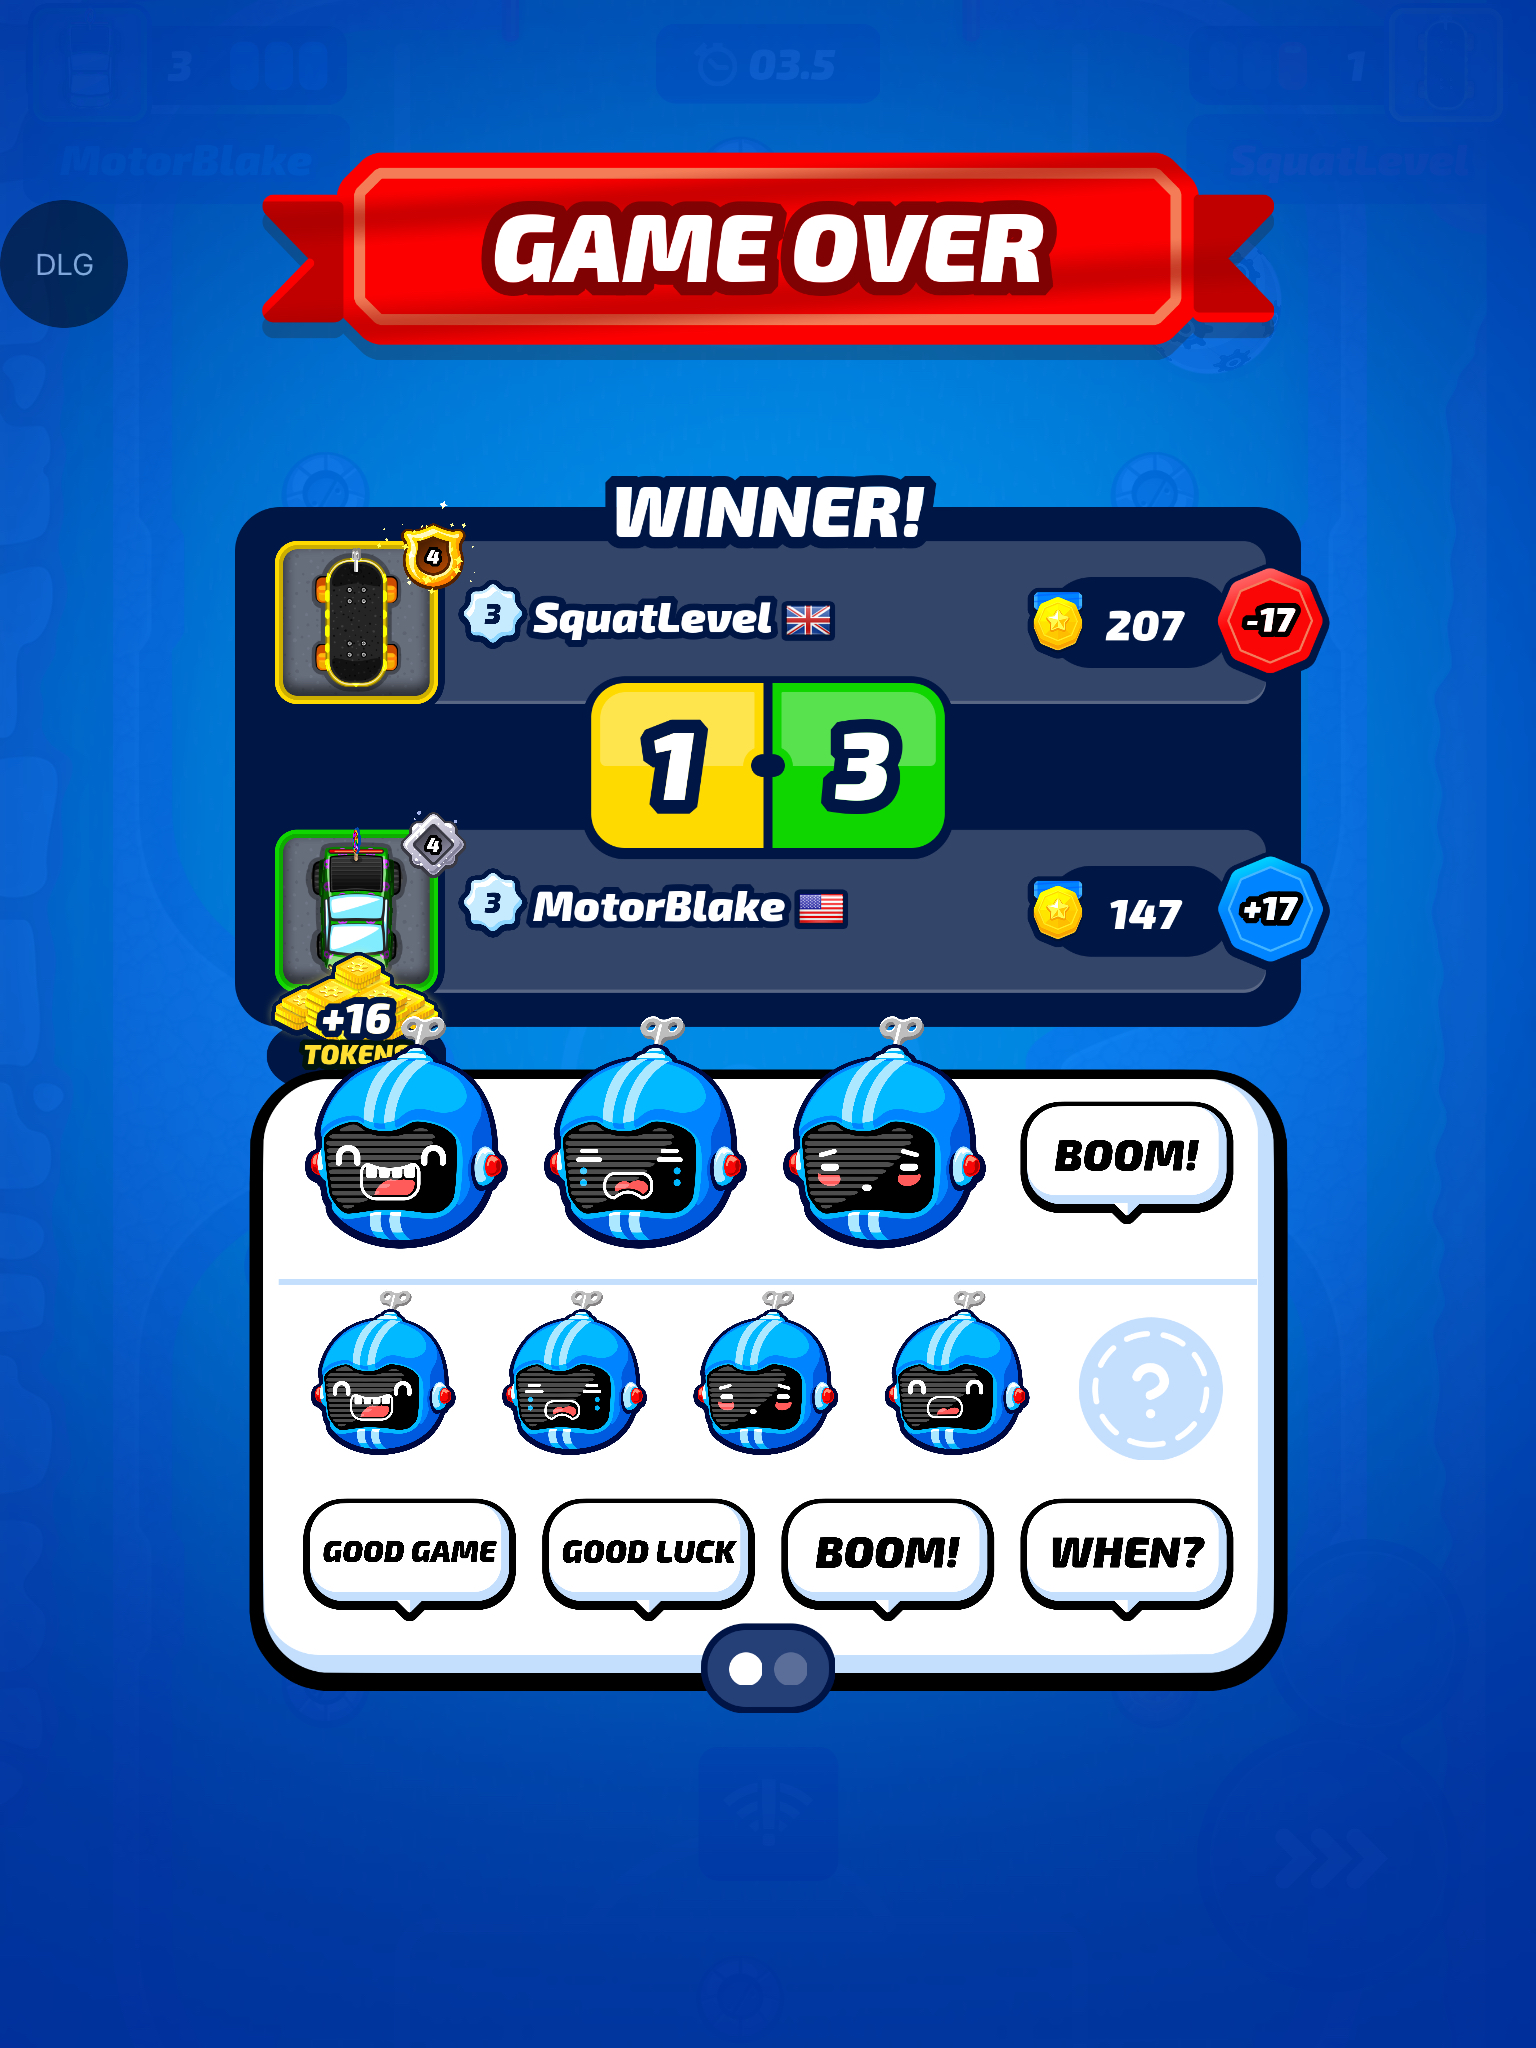 3
03.5
1
MotorBlake
SquatLevel
DLG
GAME OVER
WINNER!
4
3 SquatLevel
207
-17
1 3
4
3 MotorBlake
147
+17
+16
TOKENS
BOOM!
?
GOOD GAME
GOOD LUCK
BOOM!
WHEN?